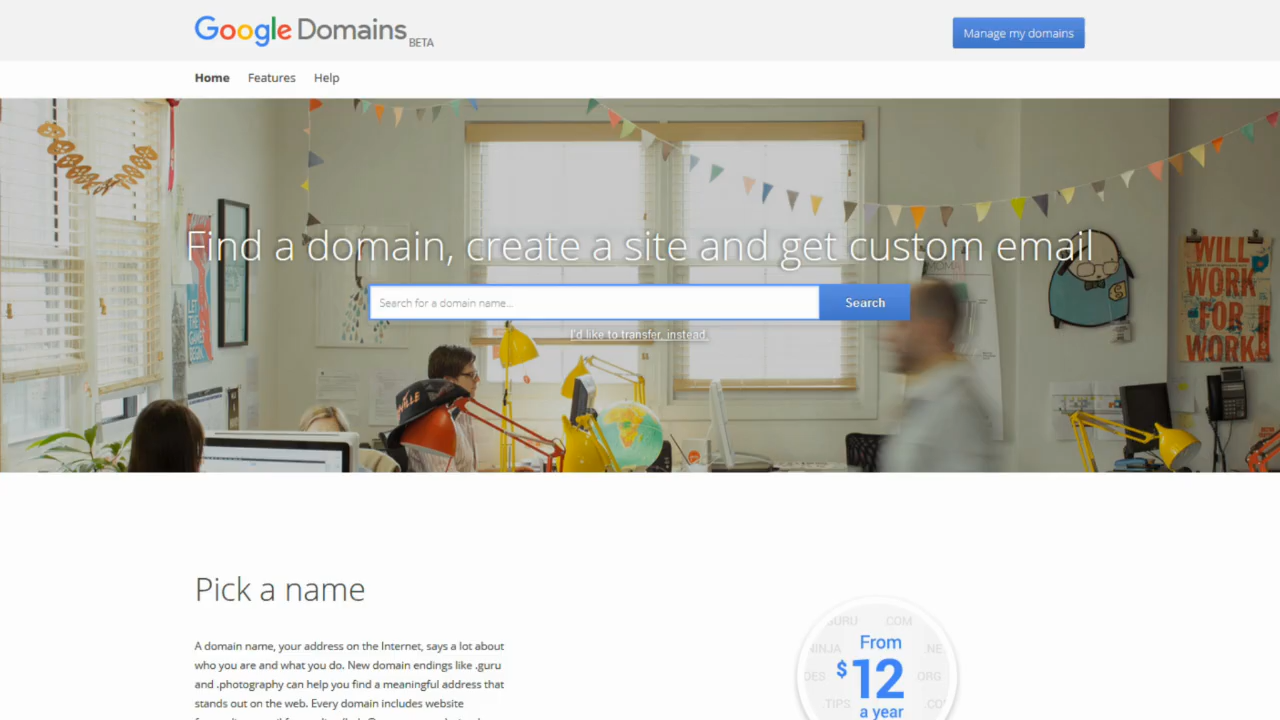 Google Domains BETA
Manage my domains
Home Features Help
Find a domain, create a site and get custom email
Search for a domain name...
Search
I'd like to transfer, instead.
WILL
WORK
FOR
WORK
Pick a name
A domain name, your address on the Internet, says a lot about
who you are and what you do. New domain endings like .guru
and .photography can help you find a meaningful address that
stands out on the web. Every domain includes website
GURU COM
From
NINJA NE
$12
DES ORG
TIPS .CO
a year